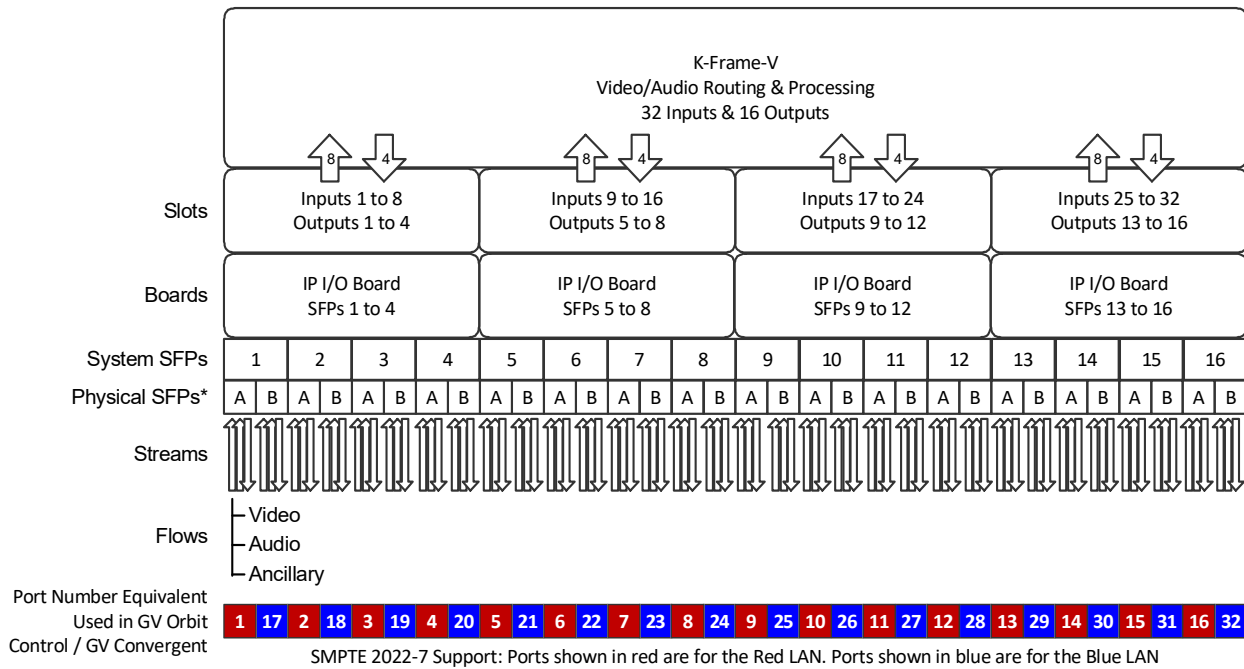 K-Frame-V
Video/Audio Routing & Processing
32 Inputs & 16 Outputs
8 4 8 4 8 4 8 4
Slots
Inputs 1 to 8
Outputs 1 to 4
Inputs 9 to 16
Outputs 5 to 8
Inputs 17 to 24
Outputs 9 to 12
Inputs 25 to 32
Outputs 13 to 16
Boards
IP I/O Board
SFPs 1 to 4
IP I/O Board
SFPs 5 to 8
IP I/O Board
SFPs 9 to 12
IP I/O Board
SFPs 13 to 16
System SFPs 1 2 3 4 5 6 7 8 9 10 11 12 13 14 15 16
Physical SFPs* A B A B A B A B A B A B A B A B A B A B A B A B A B A B A B A B
Streams
Flows
Video
Audio
Ancillary
Port Number Equivalent
Used in GV Orbit
Control / GV Convergent
1 17 2 18 3 19 4 20 5 21 6 22 7 23 8 24 9 25 10 26 11 27 12 28 13 29 14 30 15 31 16 32
SMPTE 2022-7 Support: Ports shown in red are for the Red LAN. Ports shown in blue are for the Blue LAN